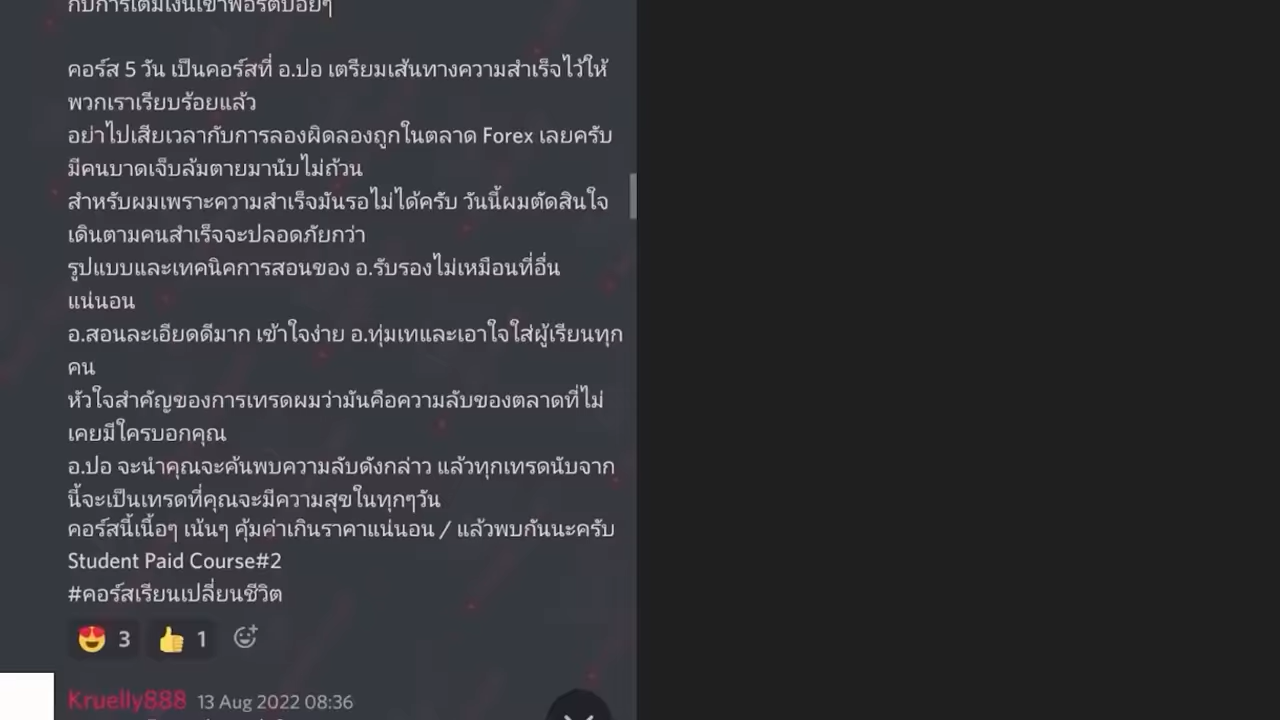 กับการเติมเงินเข้าพอร์ตบ่อยๆ
คอร์ส 5 วัน เป็นคอร์สที่ อ.ปอ เตรียมเส้นทางความสำเร็จไว้ให้
พวกเราเรียบร้อยแล้ว
อย่าไปเสียเวลากับการลองผิดลองถูกในตลาด Forex เลยครับ
มีคนบาดเจ็บล้มตายมานับไม่ถ้วน
สำหรับผมเพราะความสำเร็จมันรอไม่ได้ครับ วันนี้ผมตัดสินใจ
เดินตามคนสำเร็จจะปลอดภัยกว่า
รูปแบบและเทคนิคการสอนของ อ.รับรองไม่เหมือนที่อื่น
แน่นอน
อ.สอนละเอียดดีมาก เข้าใจง่าย อ.ทุ่มเทและเอาใจใส่ผู้เรียนทุก
คน
หัวใจสำคัญของการเทรดผมว่ามันคือความลับของตลาดที่ไม่
เคยมีใครบอกคุณ
อ.ปอ จะนำคุณจะค้นพบความลับดังกล่าว แล้วทุกเทรดนับจาก
นี้จะเป็นเทรดที่คุณจะมีความสุขในทุกๆวัน
คอร์สนี้เนื้อๆ เน้นๆ คุ้มค่าเกินราคาแน่นอน / แล้วพบกันนะครับ
Student Paid Course#2
#คอร์สเรียนเปลี่ยนชีวิต
3 1
Kruelly888 13 Aug 2022 08:36